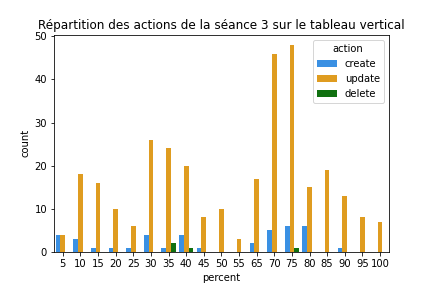 Répartition des actions de la séance 3 sur le tableau vertical
action
create
update
delete
count
50
40
30
20
10
0
5 10 15 20 25 30 35 40 45 50 55 65 70 75 80 85 90 95 100
percent